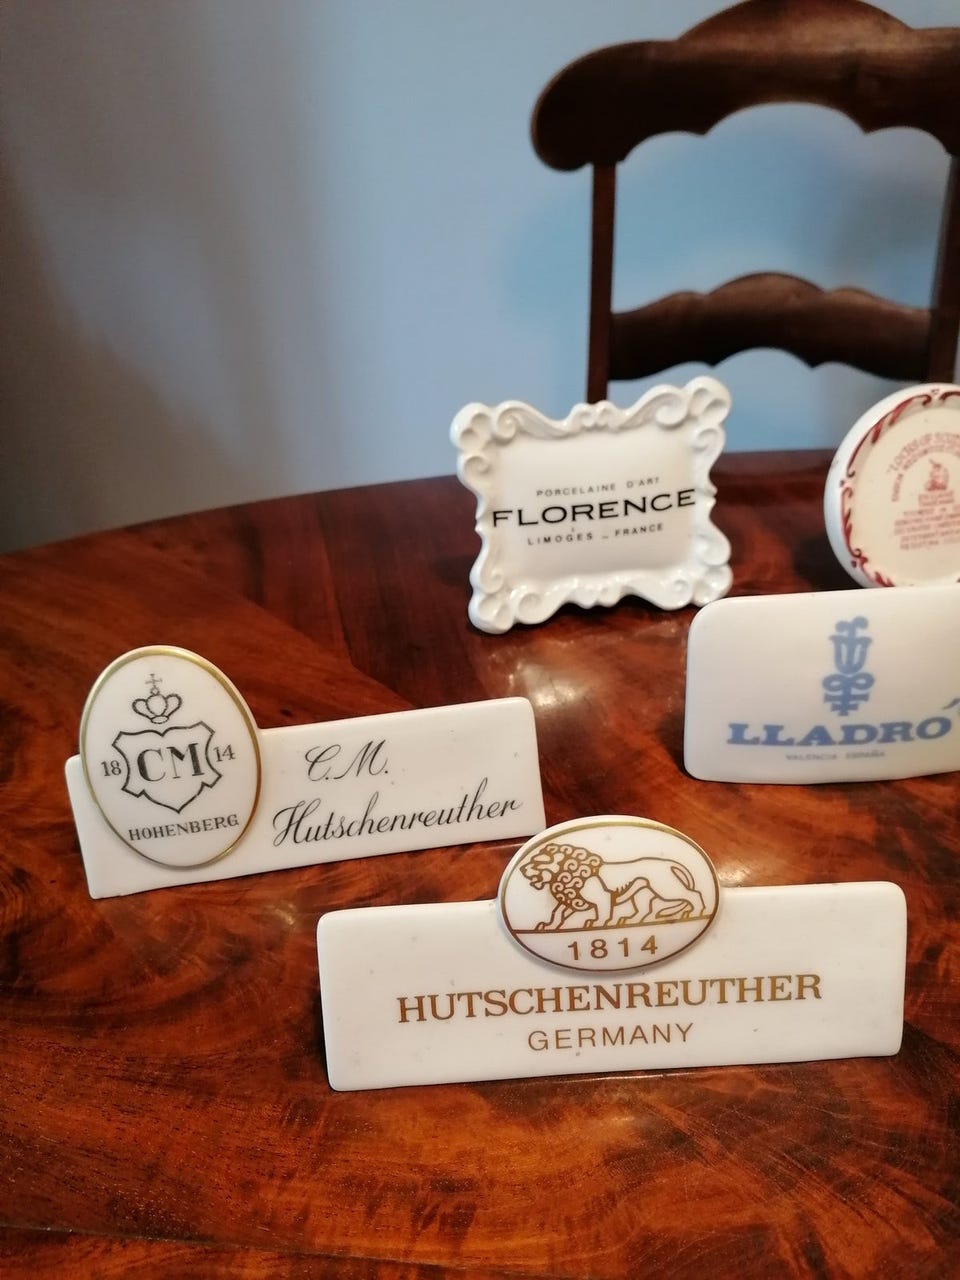 PORCELAINE D'ART
FLORENCE
LIMOGES - FRANCE
LLADRÓ
VALENCIA ESPAÑA
18 CM 14
HOHENBERG
C.M.
Hutschenreuther
1814
HUTSCHENREUTHER
GERMANY